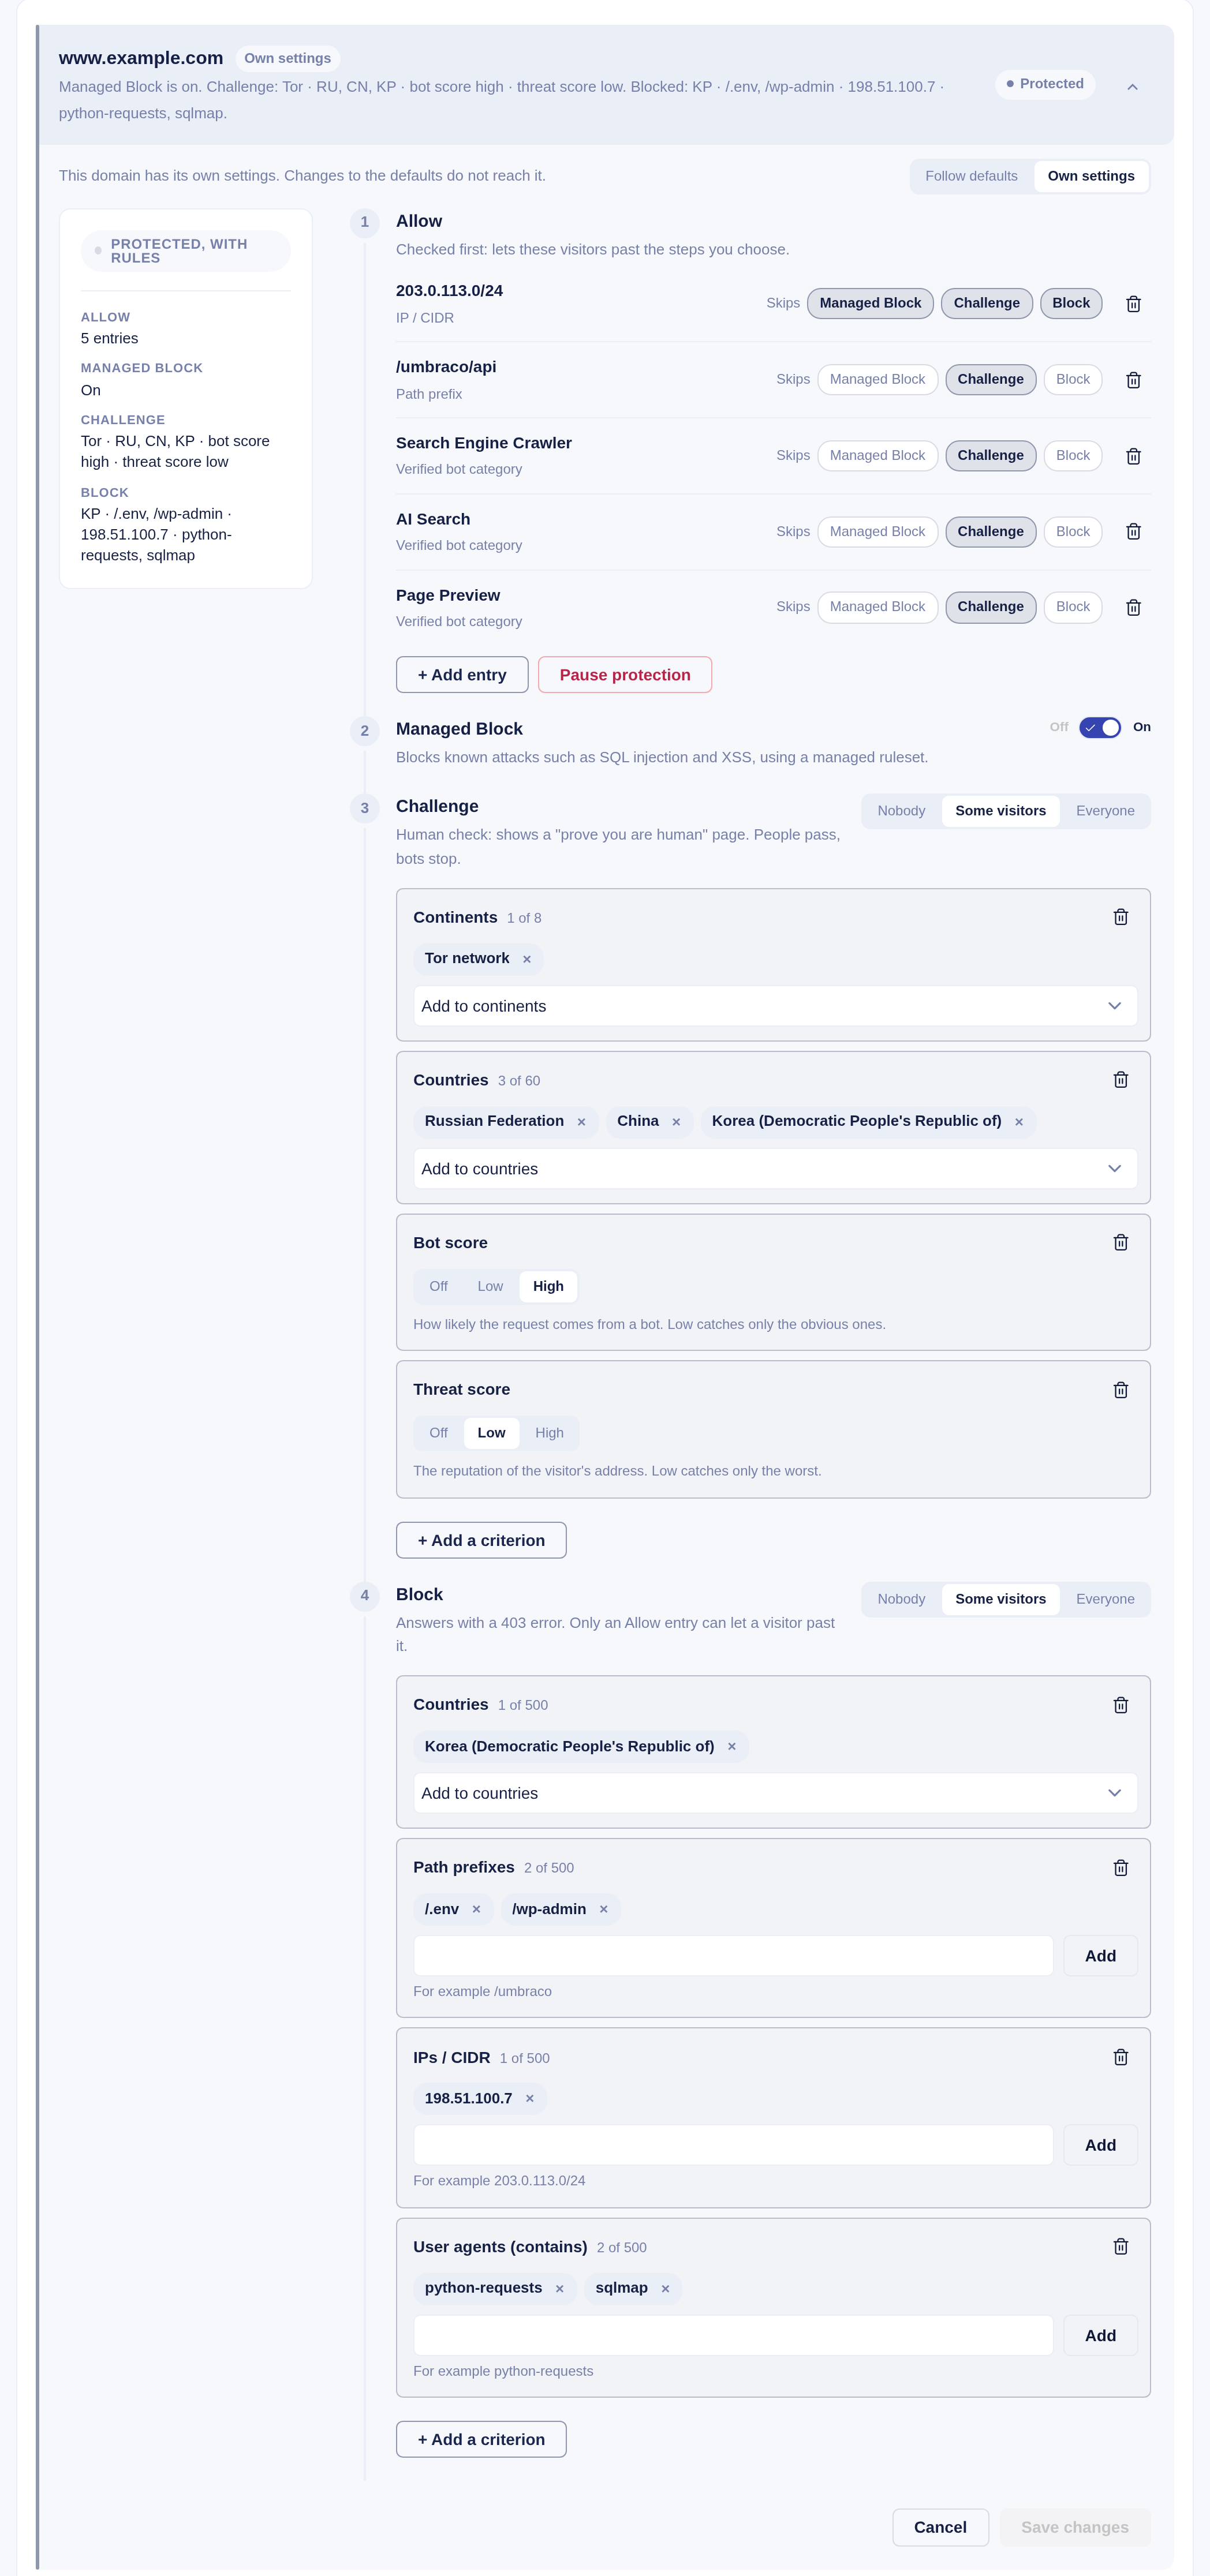 www.example.com Own settings
Managed Block is on. Challenge: Tor · RU, CN, KP · bot score high · threat score low. Blocked: KP · /.env, /wp-admin · 198.51.100.7 ·
python-requests, sqlmap.
Protected
This domain has its own settings. Changes to the defaults do not reach it.
Follow defaults Own settings
PROTECTED, WITH
RULES
ALLOW
5 entries
MANAGED BLOCK
On
CHALLENGE
Tor · RU, CN, KP · bot score
high · threat score low
BLOCK
KP · /.env, /wp-admin ·
198.51.100.7 · python-
requests, sqlmap
1 Allow
Checked first: lets these visitors past the steps you choose.
203.0.113.0/24
IP / CIDR
Skips Managed Block Challenge Block
/umbraco/api
Path prefix
Skips Managed Block Challenge Block
Search Engine Crawler
Verified bot category
Skips Managed Block Challenge Block
AI Search
Verified bot category
Skips Managed Block Challenge Block
Page Preview
Verified bot category
Skips Managed Block Challenge Block
+ Add entry Pause protection
2 Managed Block
Off On
Blocks known attacks such as SQL injection and XSS, using a managed ruleset.
3 Challenge
Nobody Some visitors Everyone
Human check: shows a "prove you are human" page. People pass,
bots stop.
Continents 1 of 8
Tor network ×
Add to continents
Countries 3 of 60
Russian Federation × China × Korea (Democratic People's Republic of) ×
Add to countries
Bot score
Off Low High
How likely the request comes from a bot. Low catches only the obvious ones.
Threat score
Off Low High
The reputation of the visitor's address. Low catches only the worst.
+ Add a criterion
4 Block
Nobody Some visitors Everyone
Answers with a 403 error. Only an Allow entry can let a visitor past
it.
Countries 1 of 500
Korea (Democratic People's Republic of) ×
Add to countries
Path prefixes 2 of 500
/.env × /wp-admin ×
Add
For example /umbraco
IPs / CIDR 1 of 500
198.51.100.7 ×
Add
For example 203.0.113.0/24
User agents (contains) 2 of 500
python-requests × sqlmap ×
Add
For example python-requests
+ Add a criterion
Cancel Save changes